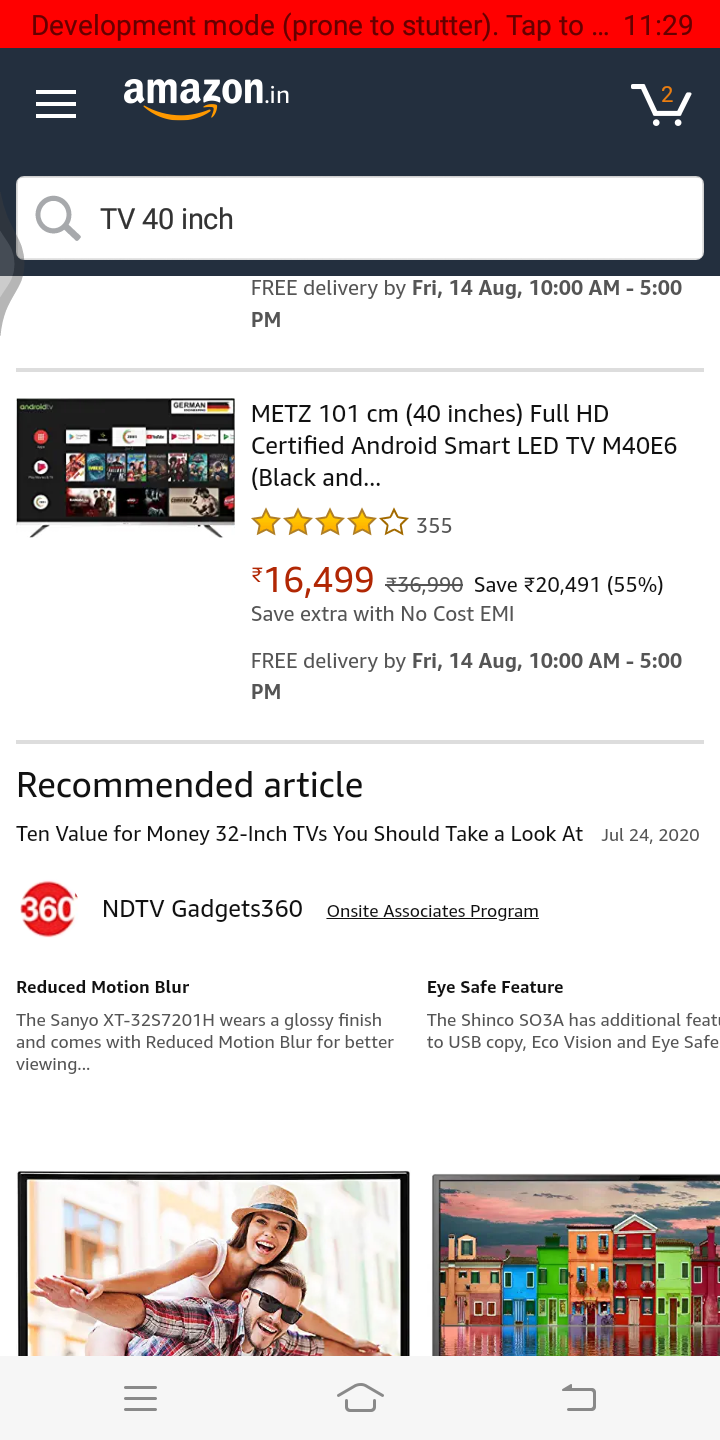 Development mode (prone to stutter). Tap to ... 11:29
amazon.in
2
TV 40 inch
FREE delivery by Fri, 14 Aug, 10:00 AM - 5:00
PM
androidtv
GERMAN
METZ 101 cm (40 inches) Full HD
Certified Android Smart LED TV M40E6
(Black and...
355
₹16,499 ₹36,990 Save ₹20,491 (55%)
Save extra with No Cost EMI
FREE delivery by Fri, 14 Aug, 10:00 AM - 5:00
PM
Recommended article
Ten Value for Money 32-Inch TVs You Should Take a Look At Jul 24, 2020
360
NDTV Gadgets360 Onsite Associates Program
Reduced Motion Blur
The Sanyo XT-32S7201H wears a glossy finish
and comes with Reduced Motion Blur for better
viewing...
Eye Safe Feature
The Shinco SO3A has additional featu
to USB copy, Eco Vision and Eye Safe